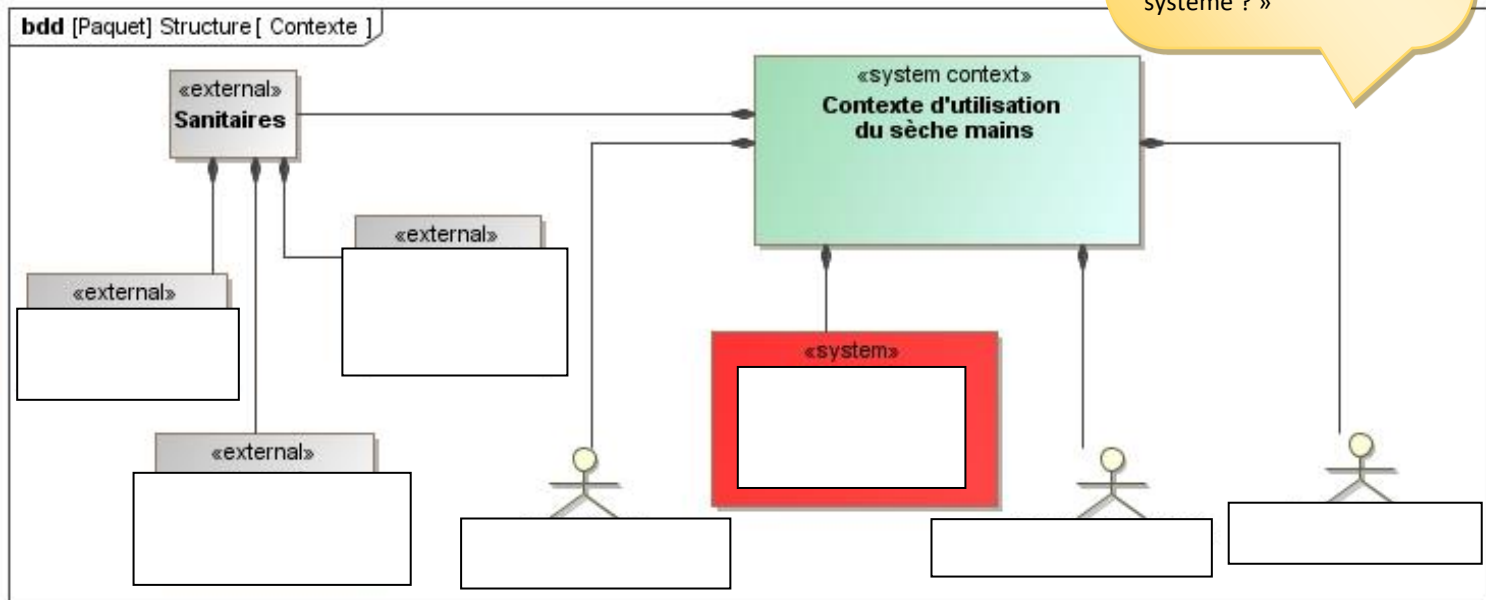 système ? »
bdd [Paquet] Structure [ Contexte ]
«external»
Sanitaires
«system context»
Contexte d'utilisation
du sèche mains
«external»
«external»
«system»
«external»